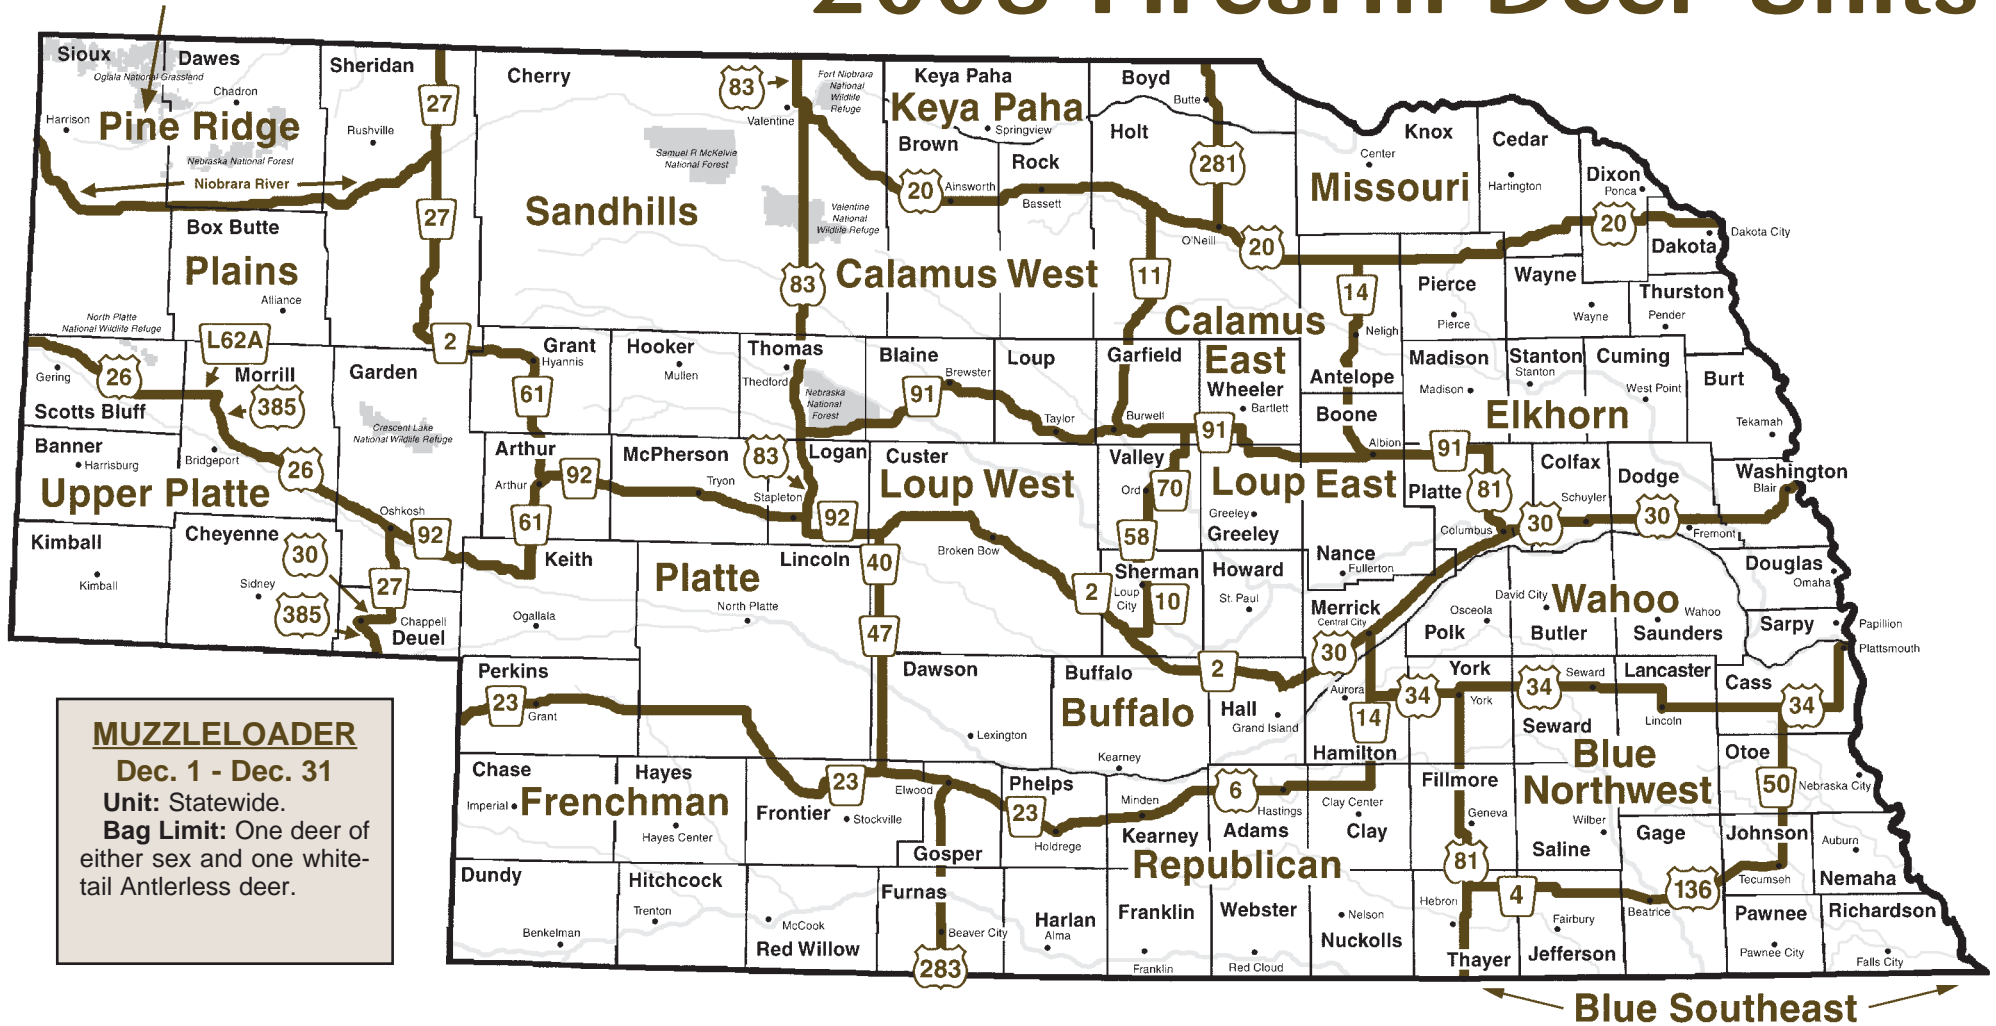 2008 Firearm Deer Units
Sioux
Dawes
Sheridan
Cherry
Keya Paha
Boyd
Oglala National Grassland
Chadron
27
83
Fort Niobrara
National
Wildlife
Refuge
Keya Paha
Butte
Harrison
Pine Ridge
Rushville
Valentine
Springview
Holt
Knox
Cedar
Nebraska National Forest
Samuel R McKelvie
National Forest
Brown
Rock
281
Center
Niobrara River
20
Ainsworth
Bassett
Missouri
Hartington
Dixon
Ponca
27
Sandhills
Valentine
National
Wildlife Refuge
O'Neill
20
20
Dakota City
Dakota
Box Butte
Plains
Alliance
83
Calamus West
11
14
Pierce
Pierce
Wayne
Wayne
Thurston
Pender
North Platte
National Wildlife Refuge
L62A
2
Calamus
East
Neligh
Gering
26
Morrill
385
Garden
Grant
Hyannis
Hooker
Mullen
Thomas
Thedford
Blaine
Brewster
Loup
Garfield
Wheeler
Bartlett
Antelope
Madison
Madison
Stanton
Stanton
Cuming
West Point
Burt
Tekamah
Scotts Bluff
61
Nebraska
National
Forest
91
Taylor
Burwell
91
Boone
Albion
91
Elkhorn
Crescent Lake
National Wildlife Refuge
Banner
Harrisburg
Bridgeport
26
Arthur
Arthur
92
McPherson
Tryon
83
Stapleton
Logan
Custer
Valley
Ord
70
Loup West
Loup East
Platte
81
Colfax
Schuyler
Dodge
Washington
Blair
Upper Platte
Oshkosh
92
61
92
Broken Bow
58
Greeley
Greeley
Columbus
30
30
Fremont
Kimball
Kimball
Cheyenne
Sidney
30
27
385
Chappell
Deuel
Keith
Ogallala
Platte
North Platte
Lincoln
40
2
Sherman
Loup
City
10
Howard
St. Paul
Nance
Fullerton
Douglas
Omaha
47
Merrick
Central City
30
Osceola
Polk
David City
Butler
Wahoo
Wahoo
Saunders
Sarpy
Papillion
Plattsmouth
Perkins
23
Grant
Dawson
Lexington
Buffalo
Buffalo
Kearney
2
Hall
Grand Island
Aurora
14
Hamilton
34
York
York
34
Seward
Seward
Lancaster
Lincoln
Cass
34
MUZZLELOADER
Dec. 1 - Dec. 31
Unit: Statewide.
Bag Limit: One deer of
either sex and one white-
tail Antlerless deer.
Chase
Imperial
Frenchman
Hayes
Hayes Center
Frontier
Stockville
23
Elwood
Gosper
Phelps
23
Holdrege
Minden
Kearney
6
Hastings
Adams
Clay Center
Clay
Fillmore
Geneva
Blue
Northwest
Wilber
Saline
Otoe
50
Nebraska City
Gage
Johnson
Tecumseh
Auburn
Nemaha
Republican
81
Dundy
Benkelman
Hitchcock
Trenton
McCook
Red Willow
Furnas
Beaver City
283
Harlan
Alma
Franklin
Franklin
Webster
Red Cloud
Nelson
Nuckolls
Hebron
Thayer
4
Fairbury
Jefferson
Beatrice
136
Pawnee
Pawnee City
Richardson
Falls City
Blue Southeast